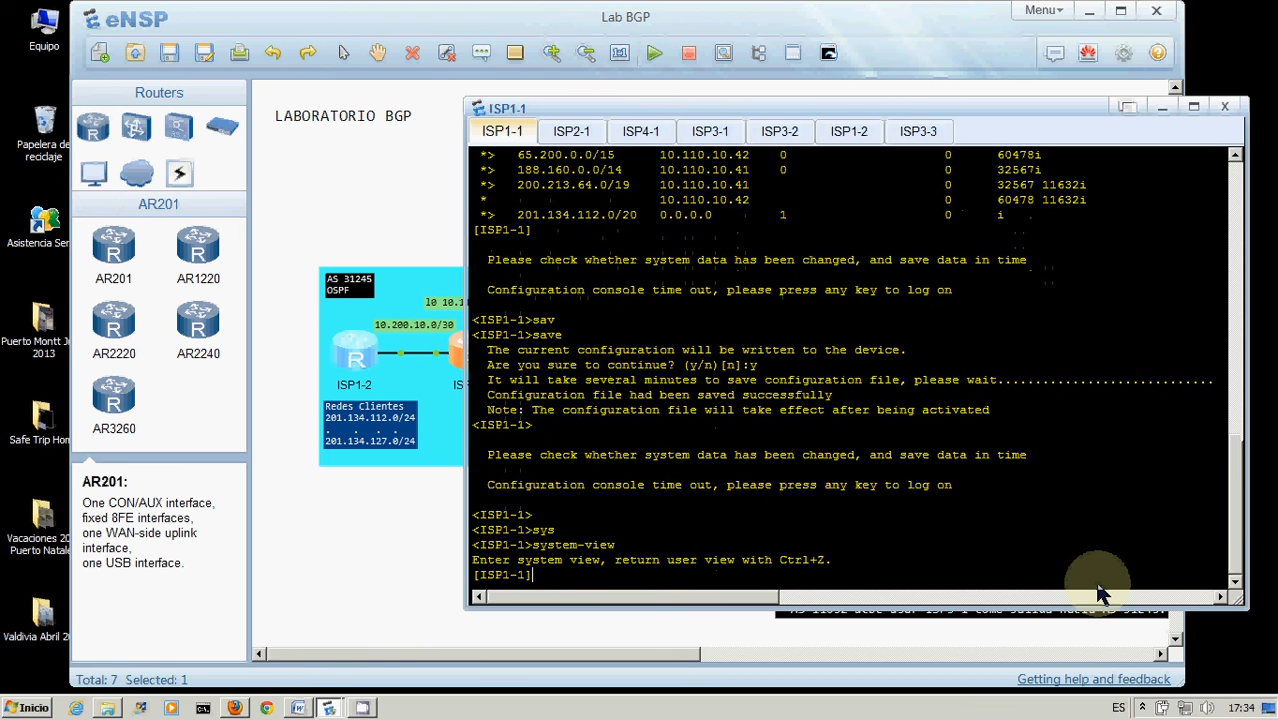 Equipo
Papelera de
reciclaje
Asistencia Ser
Puerto Montt Jr
2013
Safe Trip Hom
Vacaciones 20
Puerto Natale
Valdivia Abril 20
eNSP
Lab BGP
Menu
1:1
Routers
AR201
AR201
AR1220
AR2220
AR2240
AR3260
AR201:
One CON/AUX interface,
fixed 8FE interfaces,
one WAN-side uplink
interface,
one USB interface.
LABORATORIO BGP
AS 31245
OSPF
10.200.10.0/30
ISP1-2
Redes Clientes
201.134.112.0/24
. . . .
201.134.127.0/24
ISP1-1
ISP1-1 ISP2-1 ISP4-1 ISP3-1 ISP3-2 ISP1-2 ISP3-3
*> 65.200.0.0/15 10.110.10.42 0 0 60478i
*> 188.160.0.0/14 10.110.10.41 0 0 32567i
*> 200.213.64.0/19 10.110.10.41 0 32567 11632i
* 10.110.10.42 0 60478 11632i
*> 201.134.112.0/20 0.0.0.0 1 0 i
[ISP1-1]
Please check whether system data has been changed, and save data in time
Configuration console time out, please press any key to log on
<ISP1-1>sav
<ISP1-1>save
The current configuration will be written to the device.
Are you sure to continue? (y/n)[n]:y
It will take several minutes to save configuration file, please wait.............................
Configuration file had been saved successfully
Note: The configuration file will take effect after being activated
<ISP1-1>
Please check whether system data has been changed, and save data in time
Configuration console time out, please press any key to log on
<ISP1-1>
<ISP1-1>sys
<ISP1-1>system-view
Enter system view, return user view with Ctrl+Z.
[ISP1-1]
Total: 7 Selected: 1
Getting help and feedback
Inicio
ES
17:34